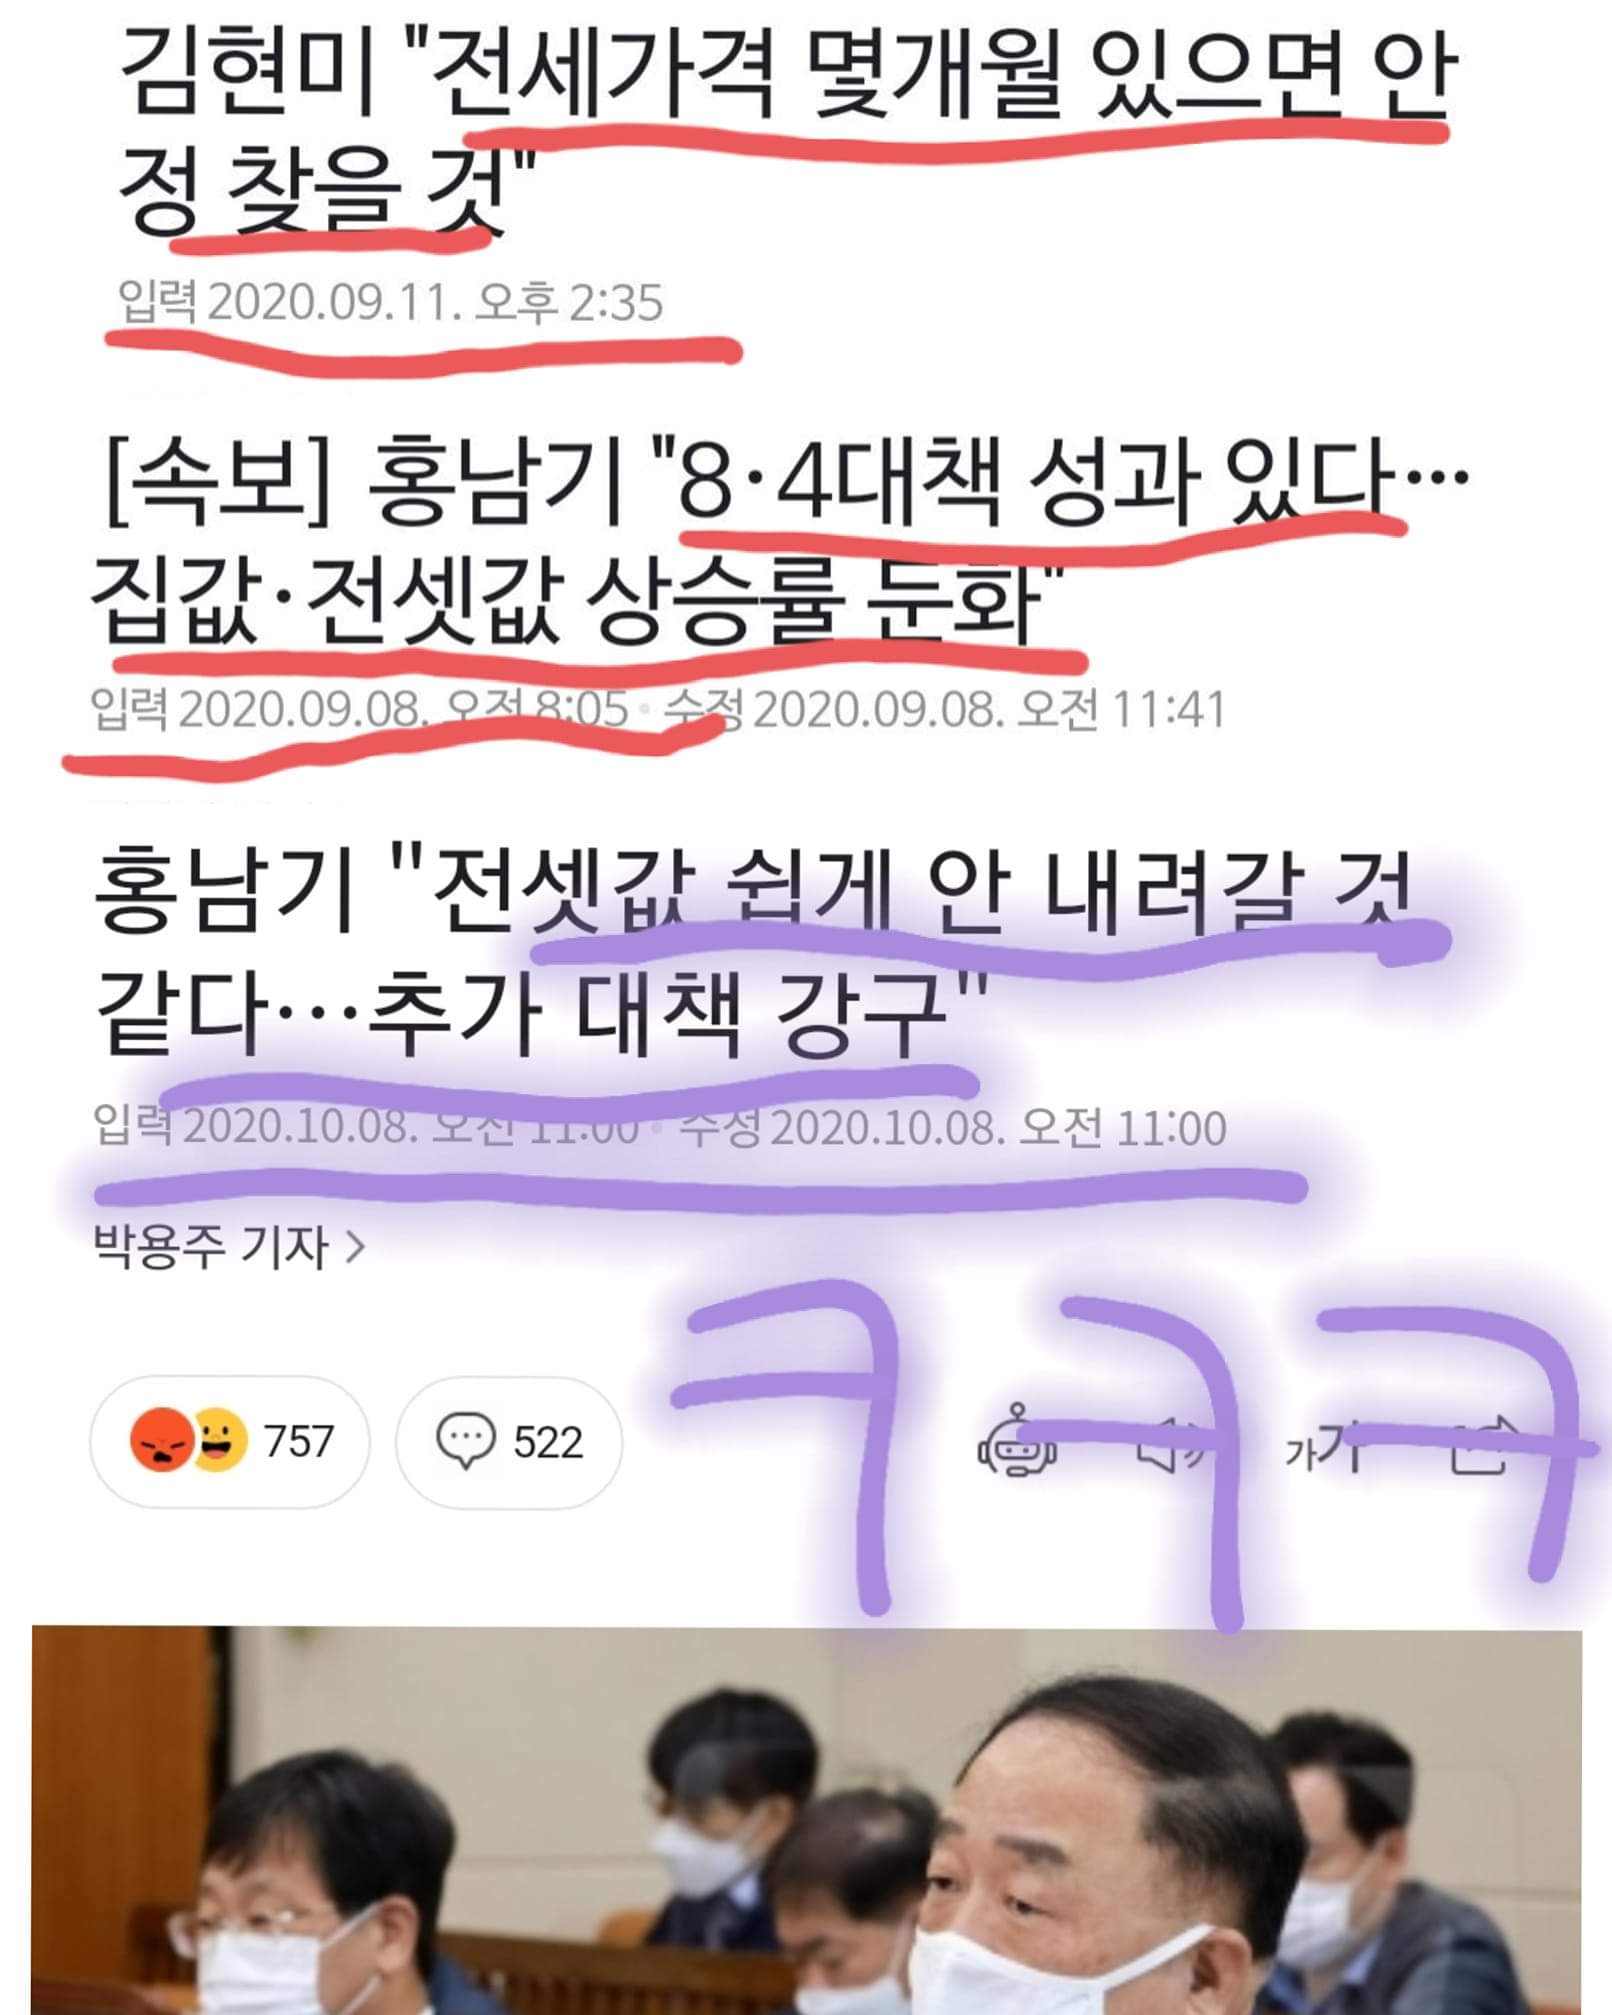 김현미 "전세가격 몇개월 있으면 안
정 찾을 것"
입력 2020.09.11. 오후 2:35
[속보] 홍남기 "8·4대책 성과 있다…
집값·전셋값 상승률 둔화"
입력 2020.09.08. 오전 8:05 · 수정 2020.09.08. 오전 11:41
홍남기 "전셋값 쉽게 안 내려갈 것
같다…추가 대책 강구"
입력 2020.10.08. 오전 11:00 · 수정 2020.10.08. 오전 11:00
박용주 기자 >
ㅋㅋㅋ
757 522 가가